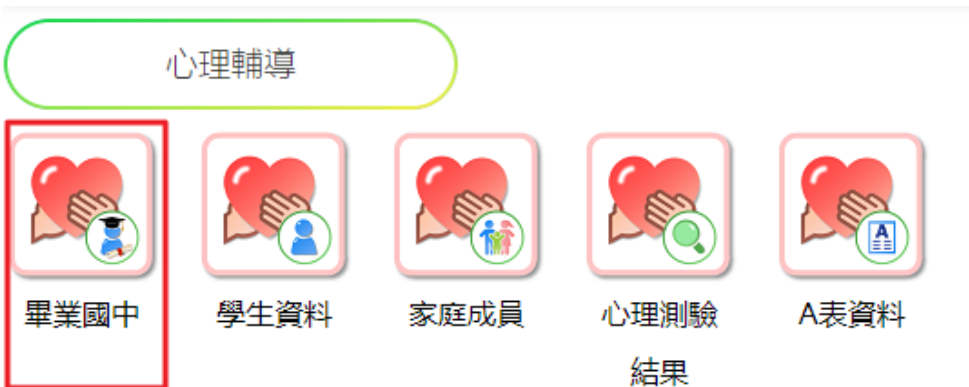 心理輔導
畢業國中
學生資料
家庭成員
心理測驗
結果
A表資料